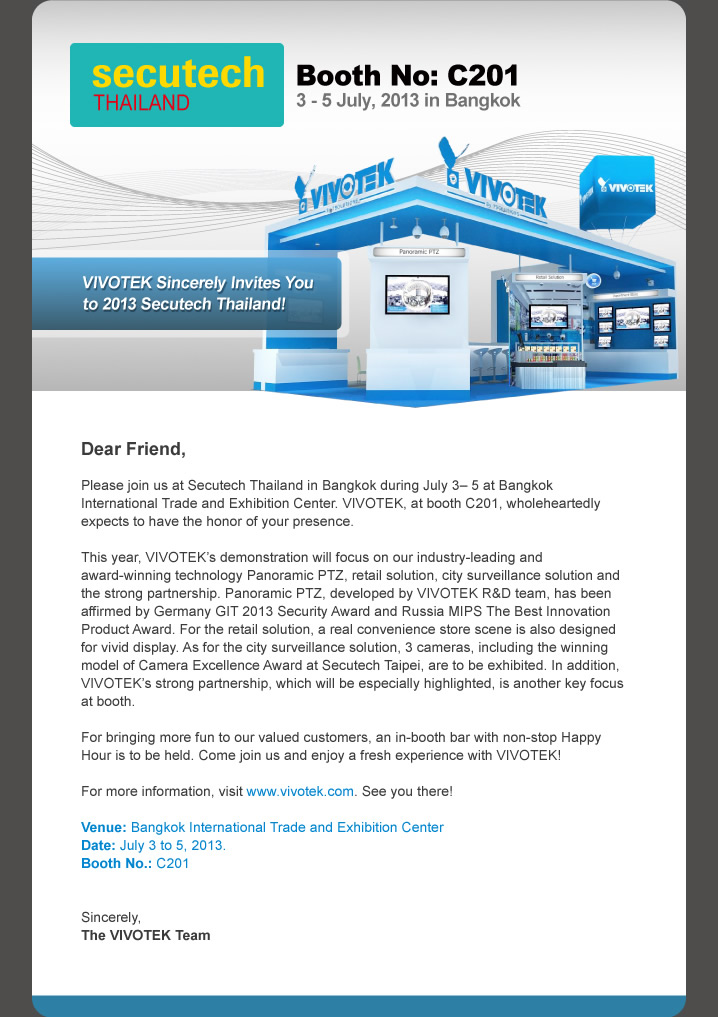 secutech
THAILAND
Booth No: C201
3 - 5 July, 2013 in Bangkok
VIVOTEK
VIVOTEK
VIVOTEK
Panoramic PTZ
Retail Solution
VIVOTEK Sincerely Invites You
to 2013 Secutech Thailand!
Dear Friend,
Please join us at Secutech Thailand in Bangkok during July 3– 5 at Bangkok
International Trade and Exhibition Center. VIVOTEK, at booth C201, wholeheartedly
expects to have the honor of your presence.
This year, VIVOTEK’s demonstration will focus on our industry-leading and
award-winning technology Panoramic PTZ, retail solution, city surveillance solution and
the strong partnership. Panoramic PTZ, developed by VIVOTEK R&D team, has been
affirmed by Germany GIT 2013 Security Award and Russia MIPS The Best Innovation
Product Award. For the retail solution, a real convenience store scene is also designed
for vivid display. As for the city surveillance solution, 3 cameras, including the winning
model of Camera Excellence Award at Secutech Taipei, are to be exhibited. In addition,
VIVOTEK’s strong partnership, which will be especially highlighted, is another key focus
at booth.
For bringing more fun to our valued customers, an in-booth bar with non-stop Happy
Hour is to be held. Come join us and enjoy a fresh experience with VIVOTEK!
For more information, visit www.vivotek.com. See you there!
Venue: Bangkok International Trade and Exhibition Center
Date: July 3 to 5, 2013.
Booth No.: C201
Sincerely,
The VIVOTEK Team